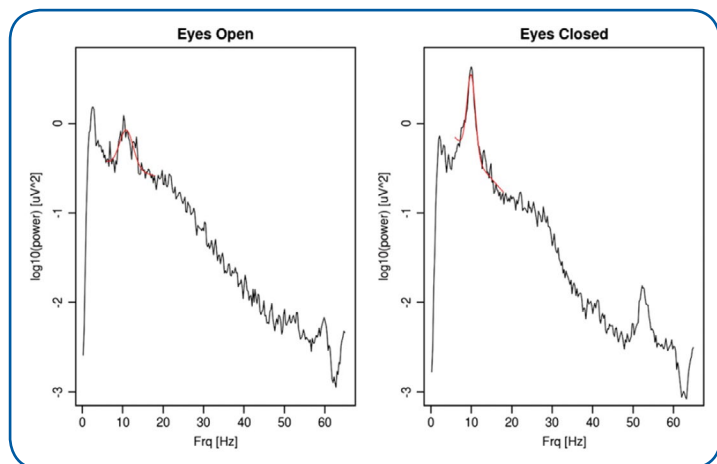 Eyes Open
log10(power) [uV^2]
0
-1
-2
-3
0 10 20 30 40 50 60
Frq [Hz]
Eyes Closed
log10(power) [uV^2]
0
-1
-2
-3
0 10 20 30 40 50 60
Frq [Hz]